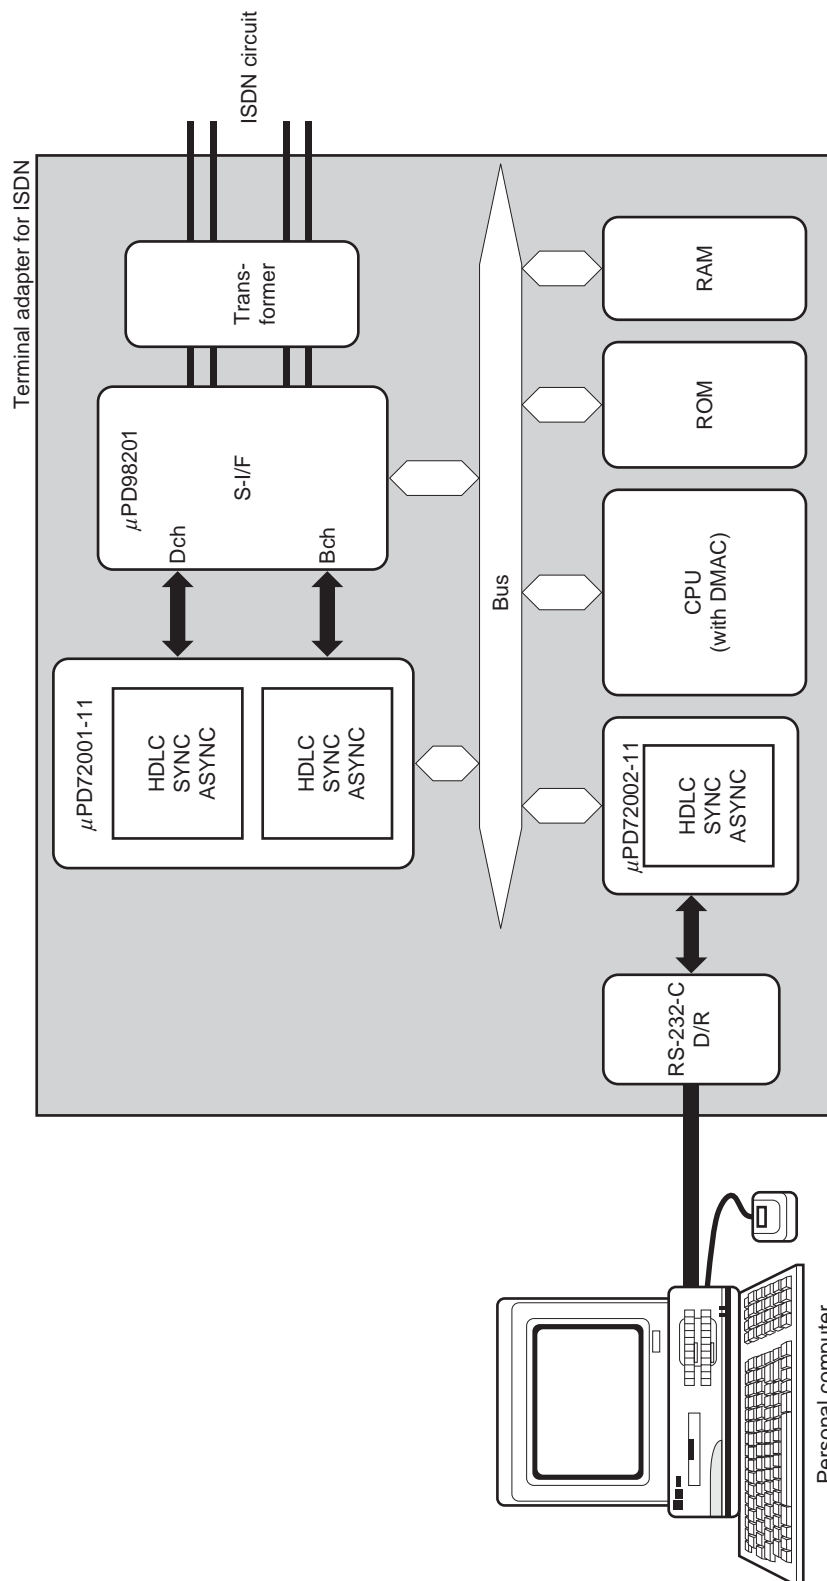 Terminal adapter for ISDN
μPD72001-11
HDLC
SYNC
ASYNC
HDLC
SYNC
ASYNC
μPD98201
Dch
Bch
S-I/F
Trans-
former
ISDN circuit
Bus
RS-232-C
D/R
μPD72002-11
HDLC
SYNC
ASYNC
CPU
(with DMAC)
ROM
RAM
Personal computer